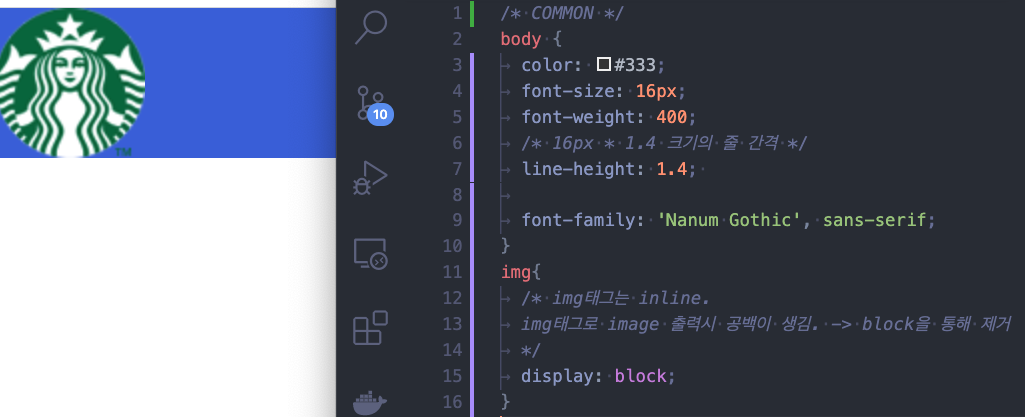 TM
10
1 /* COMMON */
2 body {
3 color: #333;
4 font-size: 16px;
5 font-weight: 400;
6 /* 16px * 1.4 크기의 줄 간격 */
7 line-height: 1.4;
8
9 font-family: 'Nanum Gothic', sans-serif;
10 }
11 img{
12 /* img태그는 inline.
13 img태그로 image 출력시 공백이 생김. -> block을 통해 제거
14 */
15 display: block;
16 }